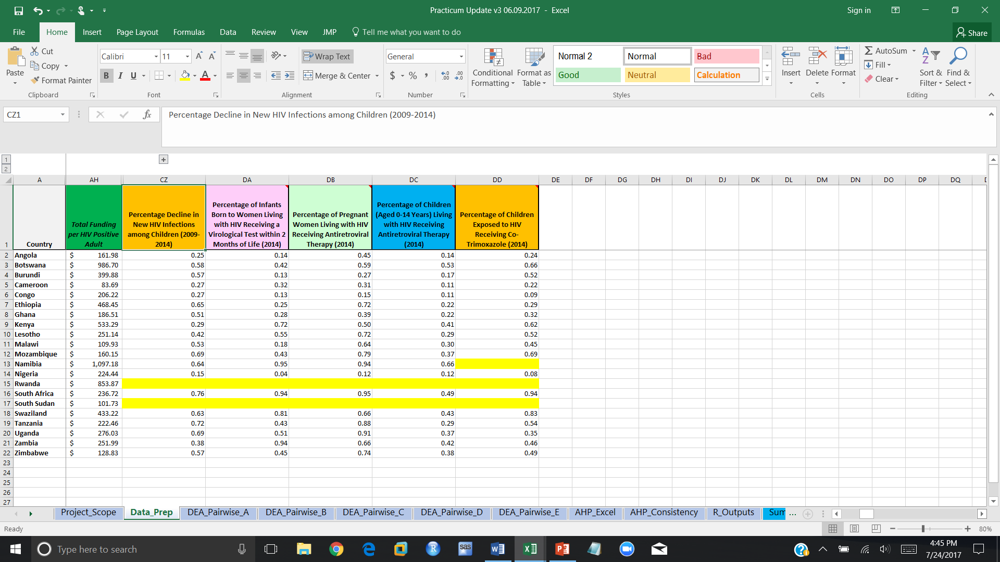 Practicum Update v3 06.09.2017 - Excel
Sign in
File Home Insert Page Layout Formulas Data Review View JMP Tell me what you want to do Share
Paste
Cut
Copy
Format Painter
Clipboard
Calibri 11
B I U
Font
Wrap Text
Merge & Center
Alignment
General
$ % ,
Number
Conditional Formatting
Format as Table
Normal 2 Normal Bad
Good Neutral Calculation
Styles
Insert Delete Format
Cells
AutoSum
Fill
Clear
Sort & Filter
Find & Select
Editing
CZ1 fx Percentage Decline in New HIV Infections among Children (2009-2014)
1
2
A AH CZ DA DB DC DD DE DF DG DH DI DJ DK DL DM DN DO DP DQ
1 Country
Total Funding per HIV Positive Adult
Percentage Decline in New HIV Infections among Children (2009-2014)
Percentage of Infants Born to Women Living with HIV Receiving a Virological Test within 2 Months of Life (2014)
Percentage of Pregnant Women Living with HIV Receiving Antiretroviral Therapy (2014)
Percentage of Children (Aged 0-14 Years) Living with HIV Receiving Antiretroviral Therapy (2014)
Percentage of Children Exposed to HIV Receiving Co-Trimoxazole (2014)
2 Angola $ 161.98 0.25 0.14 0.45 0.14 0.24
3 Botswana $ 986.70 0.58 0.42 0.59 0.53 0.66
4 Burundi $ 399.88 0.57 0.13 0.27 0.17 0.52
5 Cameroon $ 83.69 0.27 0.32 0.31 0.11 0.22
6 Congo $ 206.22 0.27 0.13 0.15 0.11 0.09
7 Ethiopia $ 468.45 0.65 0.25 0.72 0.22 0.29
8 Ghana $ 186.51 0.51 0.28 0.39 0.22 0.32
9 Kenya $ 533.29 0.29 0.72 0.50 0.41 0.62
10 Lesotho $ 251.14 0.42 0.55 0.72 0.29 0.52
11 Malawi $ 109.93 0.53 0.18 0.64 0.30 0.45
12 Mozambique $ 160.15 0.69 0.43 0.79 0.37 0.69
13 Namibia $ 1,097.18 0.64 0.95 0.94 0.66
14 Nigeria $ 224.44 0.15 0.04 0.12 0.12 0.08
15 Rwanda $ 853.87
16 South Africa $ 236.72 0.76 0.94 0.95 0.49 0.94
17 South Sudan $ 101.73
18 Swaziland $ 433.22 0.63 0.81 0.66 0.43 0.83
19 Tanzania $ 222.46 0.72 0.43 0.88 0.29 0.54
20 Uganda $ 276.03 0.69 0.51 0.91 0.37 0.35
21 Zambia $ 251.99 0.38 0.94 0.66 0.42 0.46
22 Zimbabwe $ 128.83 0.57 0.45 0.74 0.38 0.49
23
24
25
26
27
Project_Scope Data_Prep DEA_Pairwise_A DEA_Pairwise_B DEA_Pairwise_C DEA_Pairwise_D DEA_Pairwise_E AHP_Excel AHP_Consistency R_Outputs Sum ...
Ready 80%
Type here to search
4:45 PM
7/24/2017